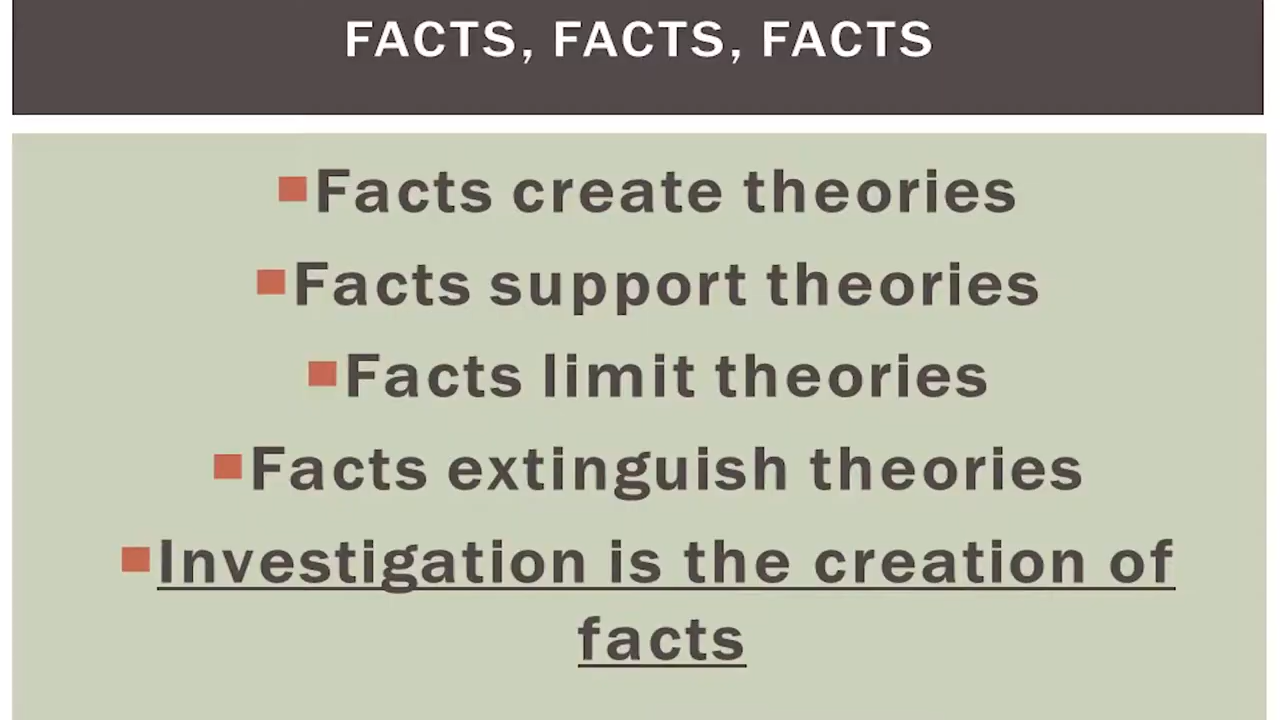 FACTS, FACTS, FACTS
Facts create theories
Facts support theories
Facts limit theories
Facts extinguish theories
Investigation is the creation of
facts